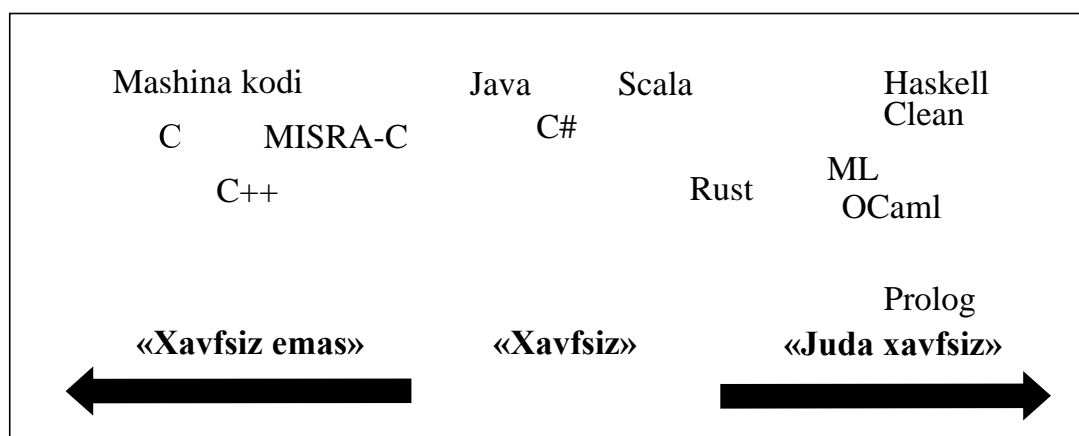 Mashina kodi
Java
Scala
Haskell
Clean
C
MISRA-C
C#
C++
Rust
ML
OCaml
Prolog
«Xavfsiz emas»
«Xavfsiz»
«Juda xavfsiz»